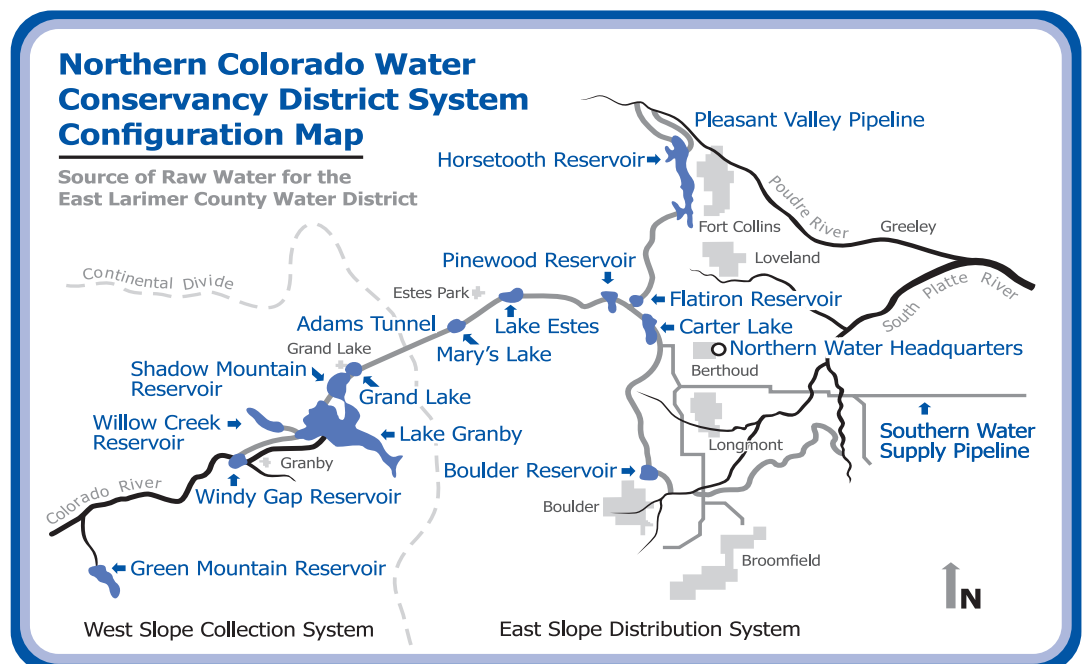 Northern Colorado Water
Conservancy District System
Configuration Map
Source of Raw Water for the
East Larimer County Water District
Pleasant Valley Pipeline
Horsetooth Reservoir
Poudre River
Fort Collins
Greeley
Loveland
Continental Divide
Pinewood Reservoir
South Platte River
Estes Park
Flatiron Reservoir
Adams Tunnel
Lake Estes
Carter Lake
Grand Lake
Mary's Lake
Northern Water Headquarters
Shadow Mountain
Reservoir
Berthoud
Grand Lake
Willow Creek
Reservoir
Lake Granby
Southern Water
Supply Pipeline
Longmont
Granby
Boulder Reservoir
Colorado River
Windy Gap Reservoir
Boulder
Broomfield
Green Mountain Reservoir
N
West Slope Collection System
East Slope Distribution System